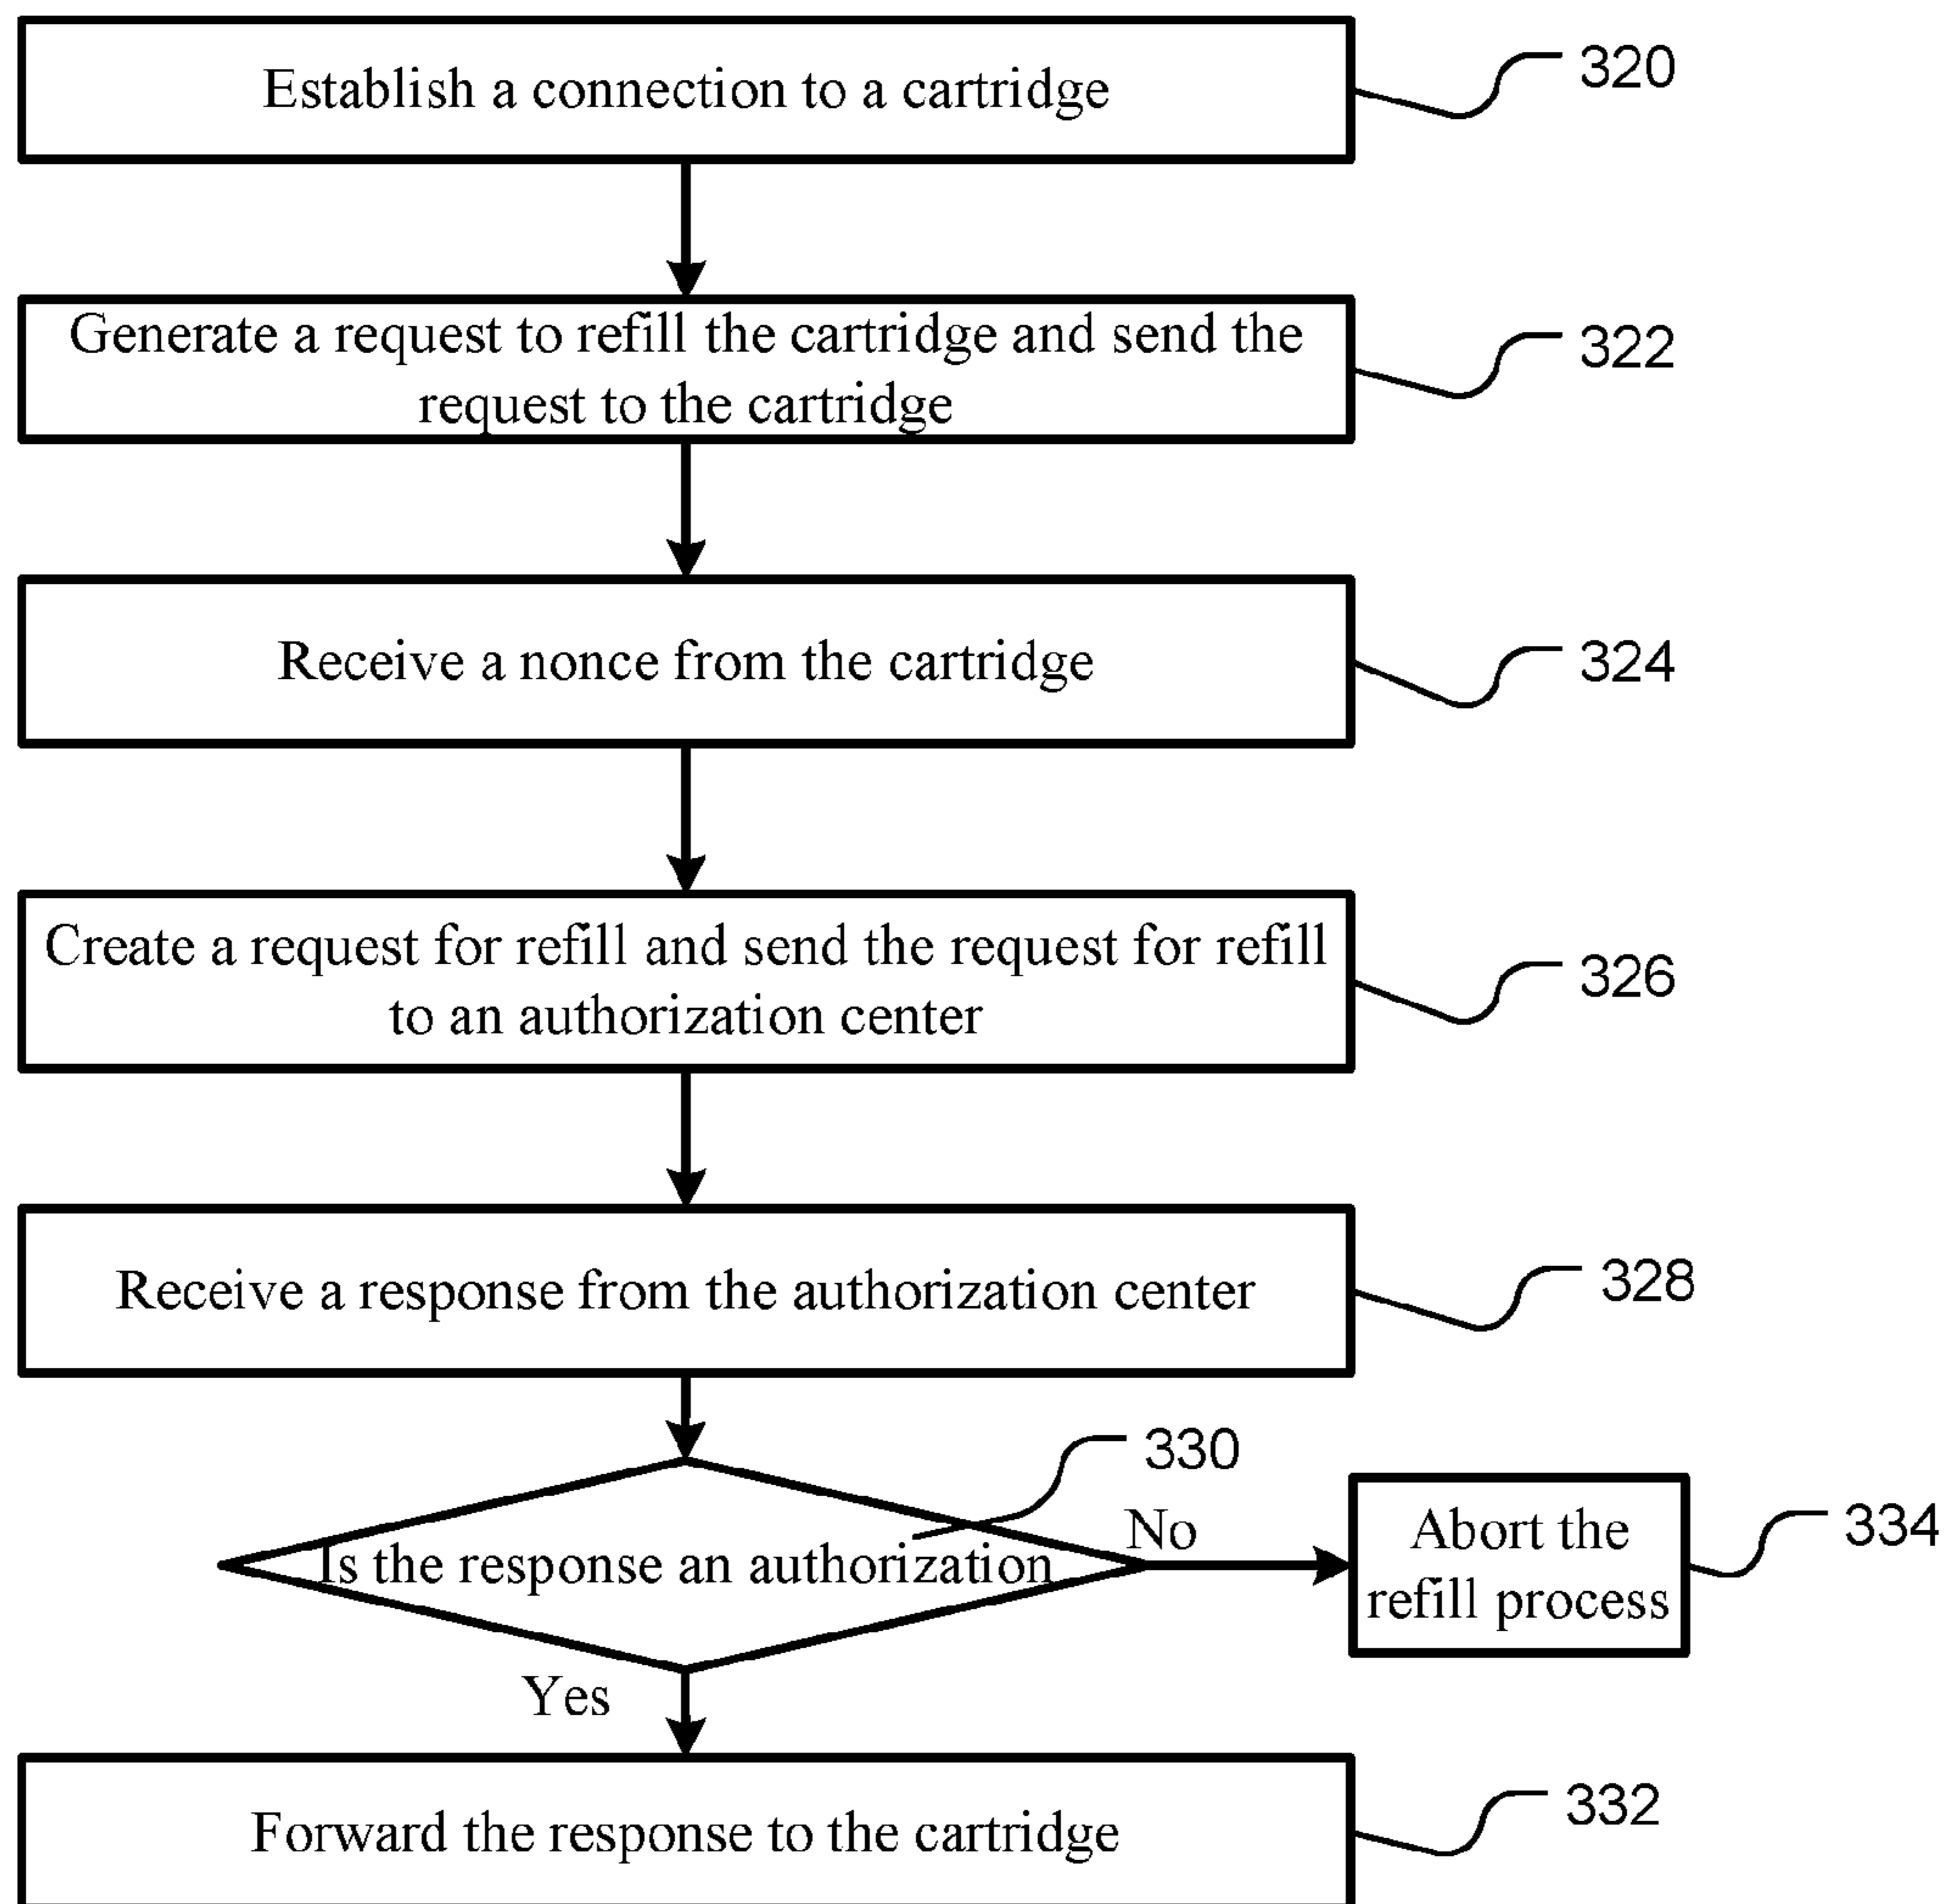 Establish a connection to a cartridge
320
Generate a request to refill the cartridge and send the
request to the cartridge
322
Receive a nonce from the cartridge
324
Create a request for refill and send the request for refill
to an authorization center
326
Receive a response from the authorization center
328
330
Is the response an authorization
No
Abort the
refill process
334
Yes
Forward the response to the cartridge
332